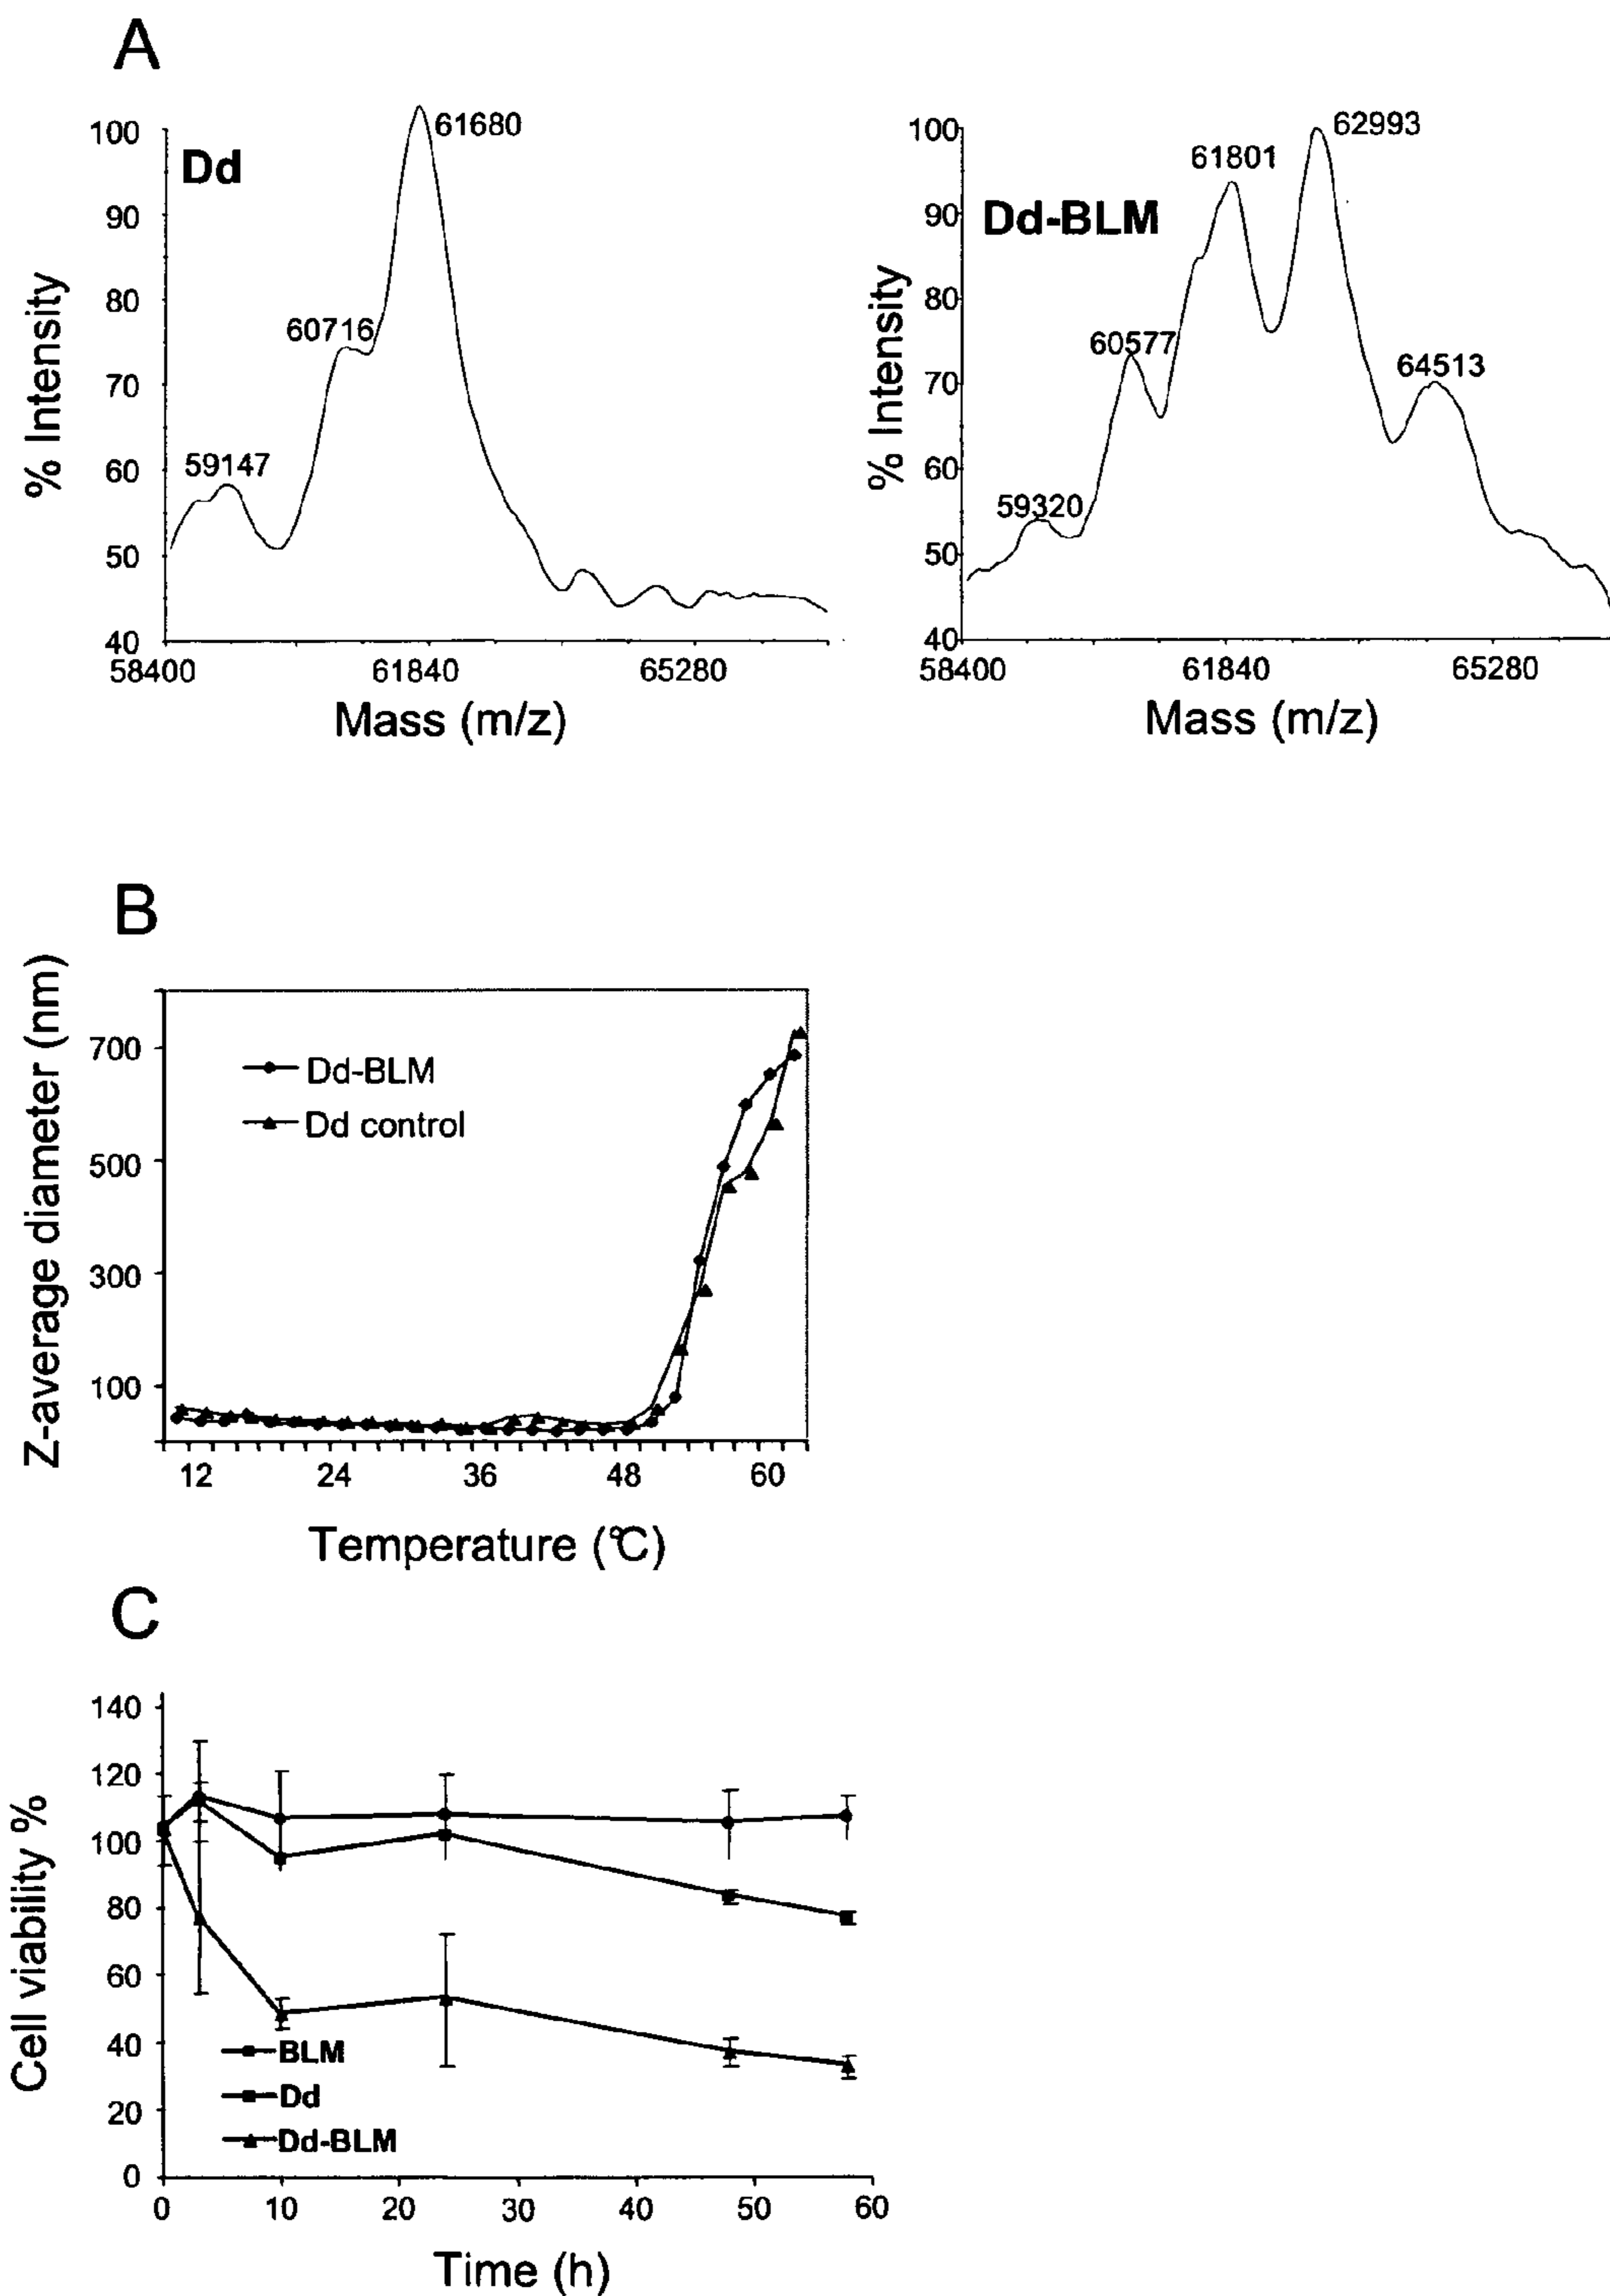 A
Dd
% Intensity
100
90
80
70
60
50
40
59147
60716
61680
58400 61840 65280
Mass (m/z)
Dd-BLM
% Intensity
100
90
80
70
60
50
40
59320
60577
61801
62993
64513
58400 61840 65280
Mass (m/z)
B
Z-average diameter (nm)
700
500
300
100
Dd-BLM
Dd control
12 24 36 48 60
Temperature (°C)
C
Cell viability %
140
120
100
80
60
40
20
0
BLM
Dd
Dd-BLM
0 10 20 30 40 50 60
Time (h)